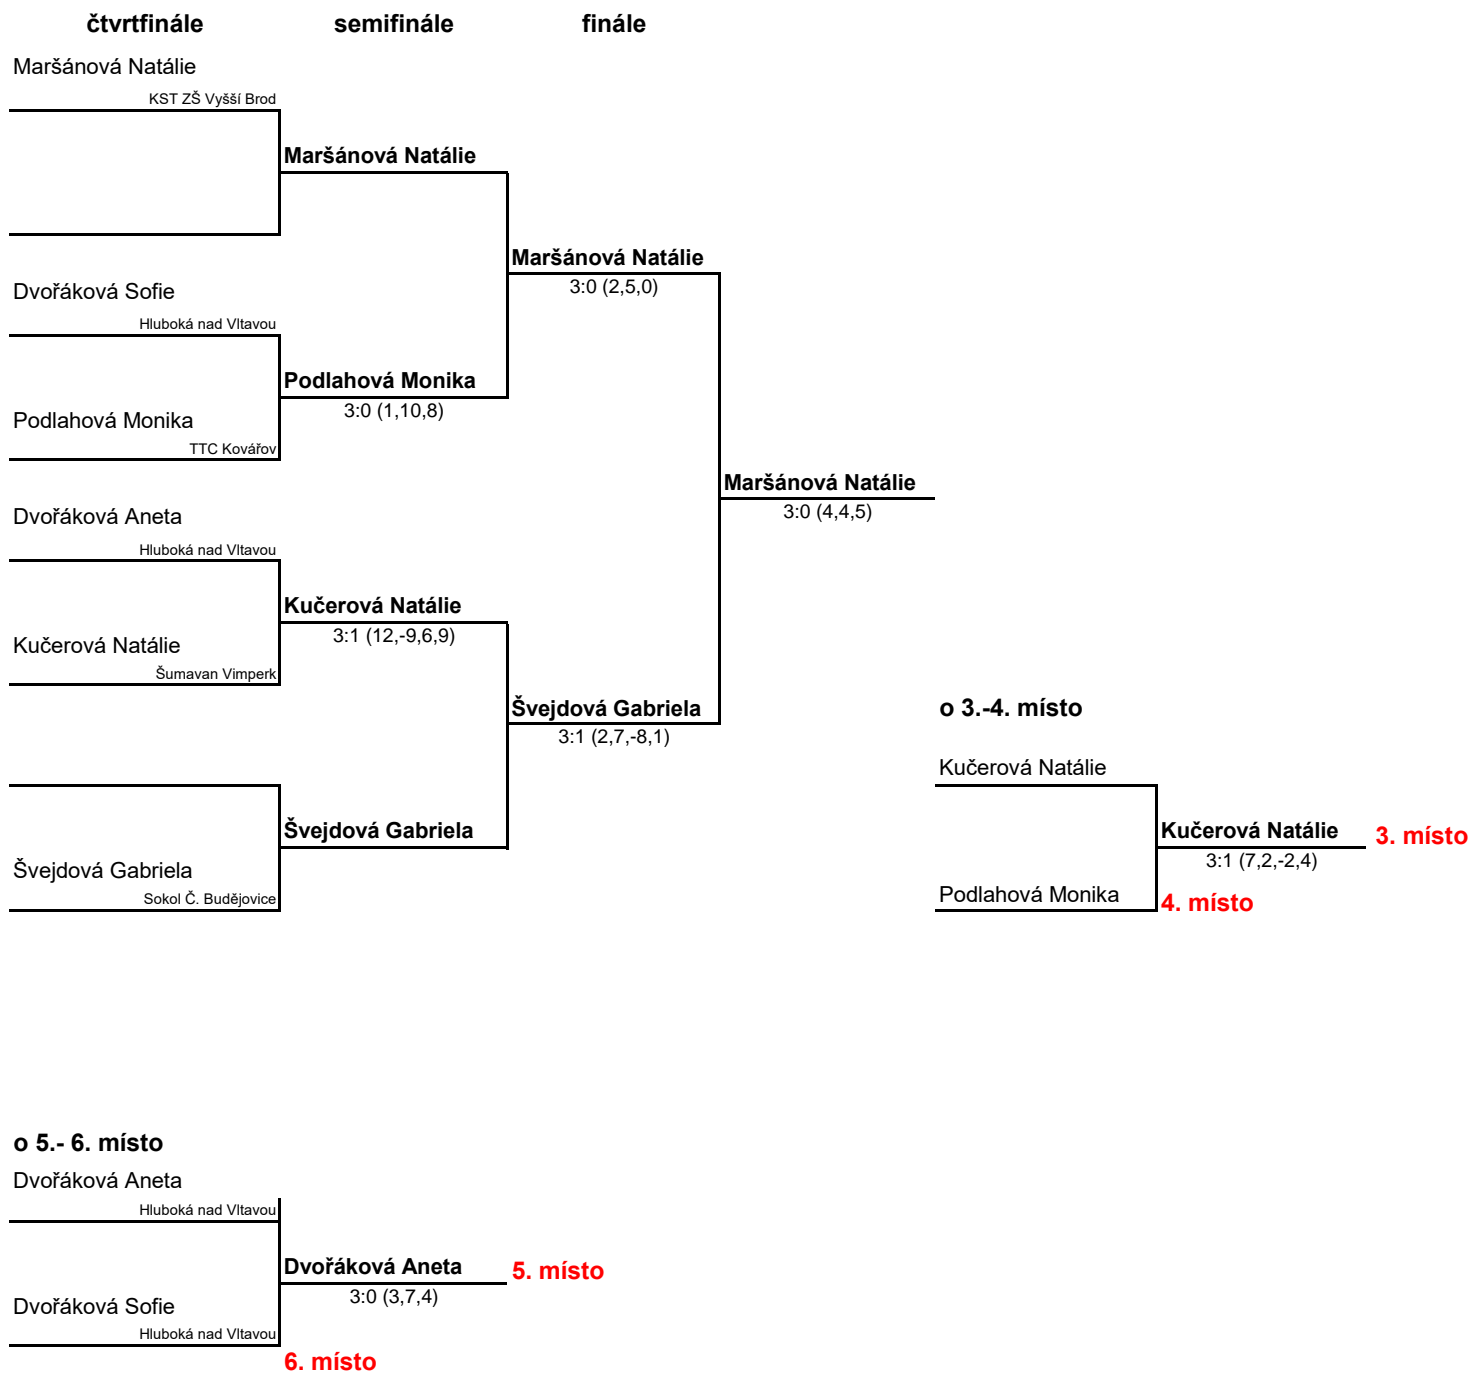 čtvrtfinále semifinále finále
Maršánová Natálie
KST ZŠ Vyšší Brod
Maršánová Natálie
Maršánová Natálie
3:0 (2,5,0)
Dvořáková Sofie
Hluboká nad Vltavou
Podlahová Monika
3:0 (1,10,8)
Podlahová Monika
TTC Kovářov
Maršánová Natálie
3:0 (4,4,5)
Dvořáková Aneta
Hluboká nad Vltavou
Kučerová Natálie
3:1 (12,-9,6,9)
Kučerová Natálie
Šumavan Vimperk
Švejdová Gabriela
3:1 (2,7,-8,1)
Švejdová Gabriela
Švejdová Gabriela
Sokol Č. Budějovice
o 3.-4. místo
Kučerová Natálie
Kučerová Natálie 3. místo
3:1 (7,2,-2,4)
Podlahová Monika
4. místo
o 5.- 6. místo
Dvořáková Aneta
Hluboká nad Vltavou
Dvořáková Aneta 5. místo
3:0 (3,7,4)
Dvořáková Sofie
Hluboká nad Vltavou
6. místo